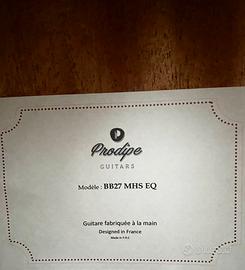 P
Prodipe
GUITARS
Modèle : BB27 MHS EQ
Guitare fabriquée à la main
Designed in France
Made in P.R.C